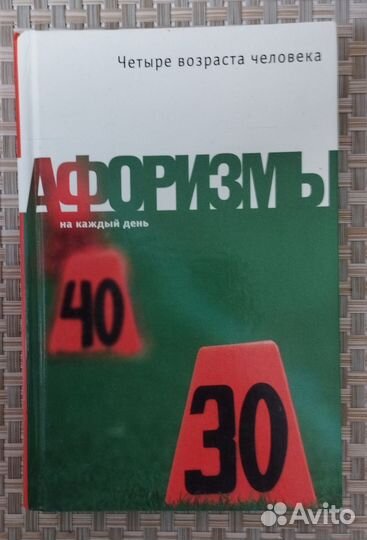 Четыре возраста человека
АФОРИЗМЫ
на каждый день
40
30
Avito